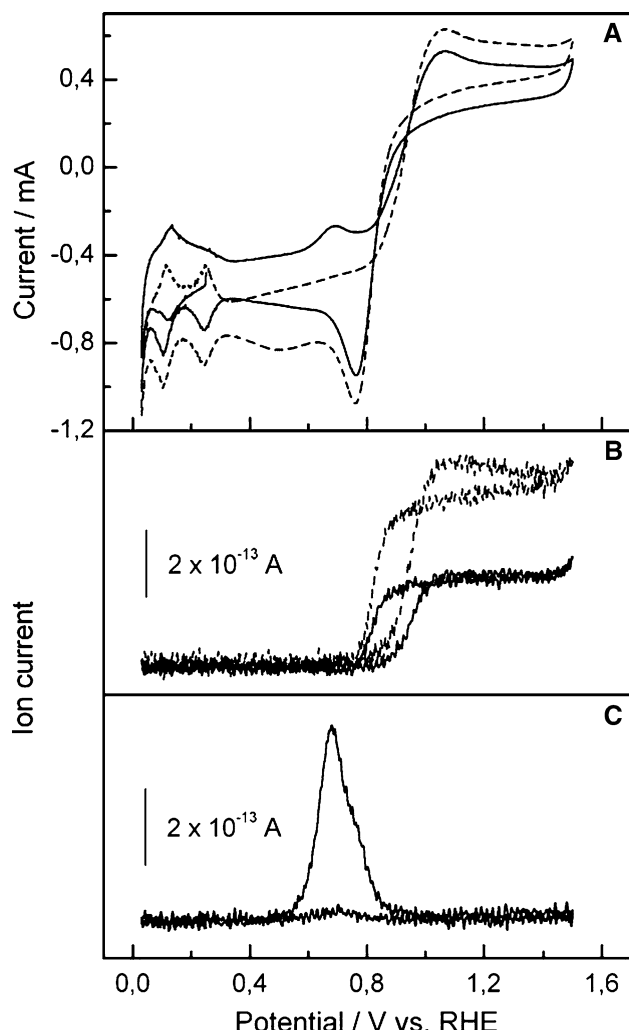 A
0,4
0,0
-0,4
-0,8
-1,2
Current / mA
B
2 x 10⁻¹³ A
Ion current
C
2 x 10⁻¹³ A
0,0 0,4 0,8 1,2 1,6
Potential / V vs. RHE